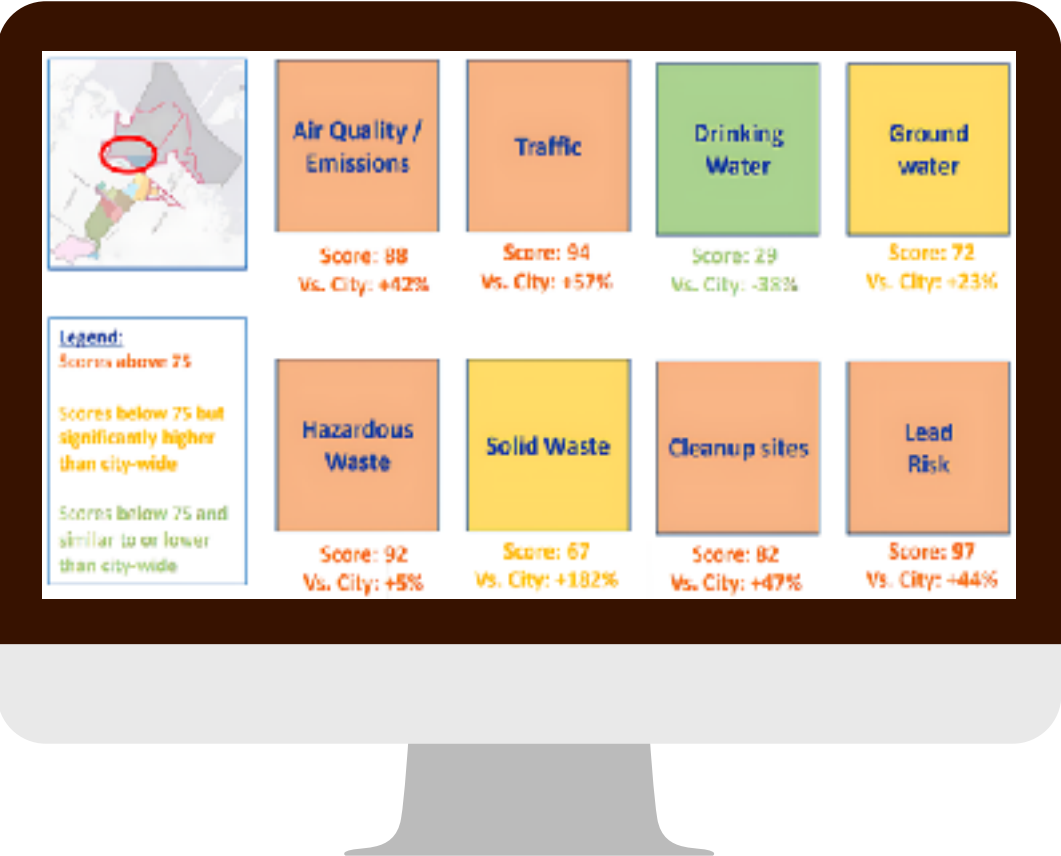 Air Quality /
Emissions
Score: 88
Vs. City: +42%
Traffic
Score: 94
Vs. City: +57%
Drinking
Water
Score: 29
Vs. City: -38%
Ground
water
Score: 72
Vs. City: +23%
Legend:
Scores above 75
Scores below 75 but
significantly higher
than city-wide
Scores below 75 and
similar to or lower
than city-wide
Hazardous
Waste
Score: 92
Vs. City: +5%
Solid Waste
Score: 67
Vs. City: +182%
Cleanup sites
Score: 82
Vs. City: +47%
Lead
Risk
Score: 97
Vs. City: +44%